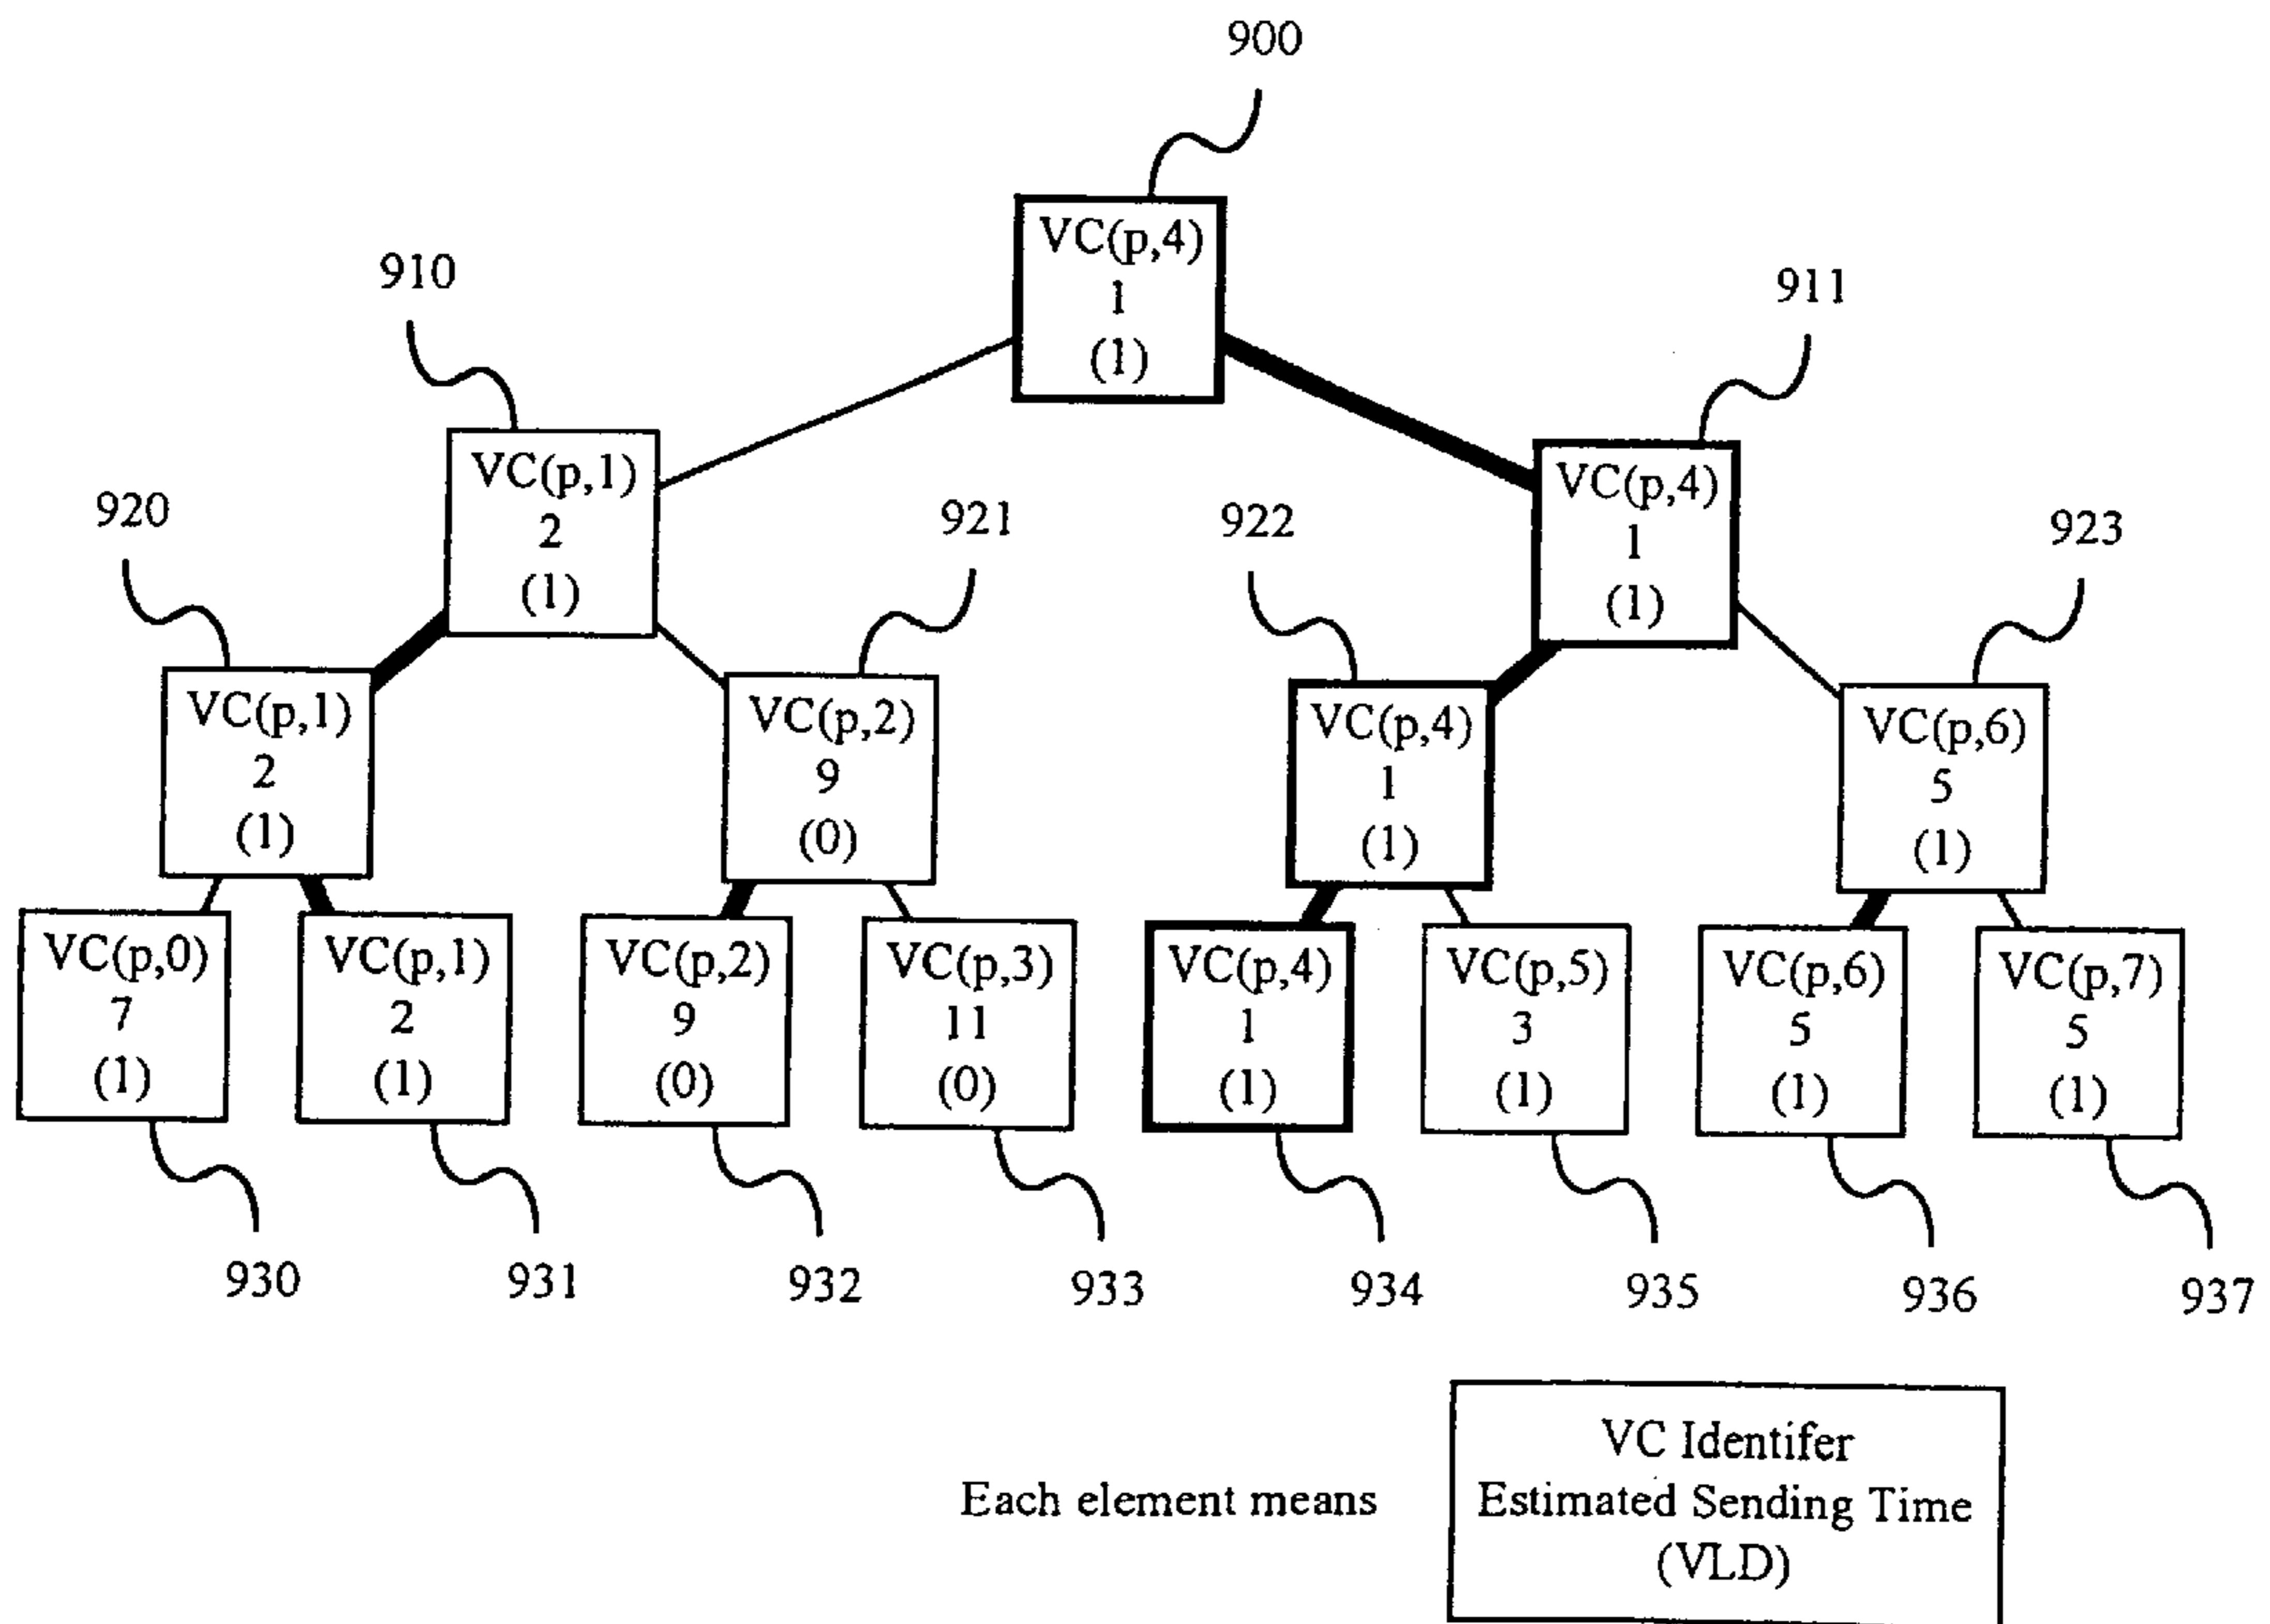 900
VC(p,4)
1
(1)
910
911
VC(p,1)
2
(1)
VC(p,4)
1
(1)
920
921
922
923
VC(p,1)
2
(1)
VC(p,2)
9
(0)
VC(p,4)
1
(1)
VC(p,6)
5
(1)
VC(p,0)
7
(1)
VC(p,1)
2
(1)
VC(p,2)
9
(0)
VC(p,3)
11
(0)
VC(p,4)
1
(1)
VC(p,5)
3
(1)
VC(p,6)
5
(1)
VC(p,7)
5
(1)
930
931
932
933
934
935
936
937
Each element means
VC Identifer
Estimated Sending Time
(VLD)